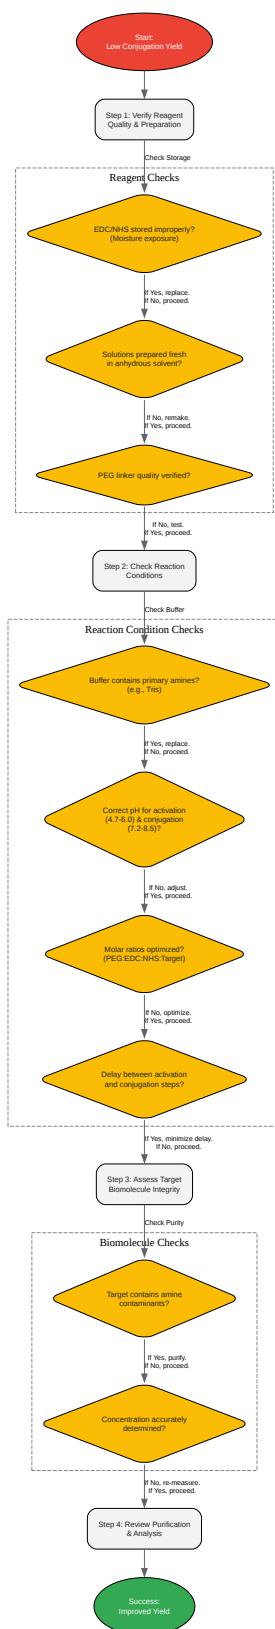 Start:
Low Conjugation Yield
Step 1: Verify Reagent
Quality & Preparation
Check Storage
Reagent Checks
EDC/NHS stored improperly?
(Moisture exposure)
If Yes, replace.
If No, proceed.
Solutions prepared fresh
in anhydrous solvent?
If No, remake.
If Yes, proceed.
PEG linker quality verified?
If No, test.
If Yes, proceed.
Step 2: Check Reaction
Conditions
Check Buffer
Reaction Condition Checks
Buffer contains primary amines?
(e.g., Tris)
If Yes, replace.
If No, proceed.
Correct pH for activation
(4.7-6.0) & conjugation
(7.2-8.5)?
If No, adjust.
If Yes, proceed.
Molar ratios optimized?
(PEG:EDC:NHS:Target)
If No, optimize.
If Yes, proceed.
Delay between activation
and conjugation steps?
If Yes, minimize delay.
If No, proceed.
Step 3: Assess Target
Biomolecule Integrity
Check Purity
Biomolecule Checks
Target contains amine
contaminants?
If Yes, purify.
If No, proceed.
Concentration accurately
determined?
If No, re-measure.
If Yes, proceed.
Step 4: Review Purification
& Analysis
Success:
Improved Yield